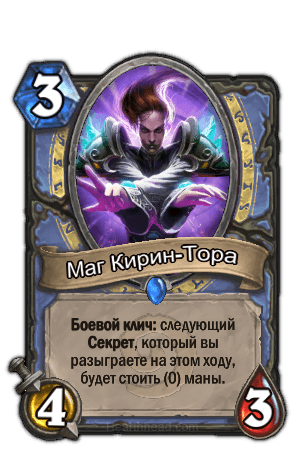 3
Маг Кирин-Тора
Боевой клич: следующий
Секрет, который вы
разыграете на этом ходу,
будет стоить (0) маны.
4
3